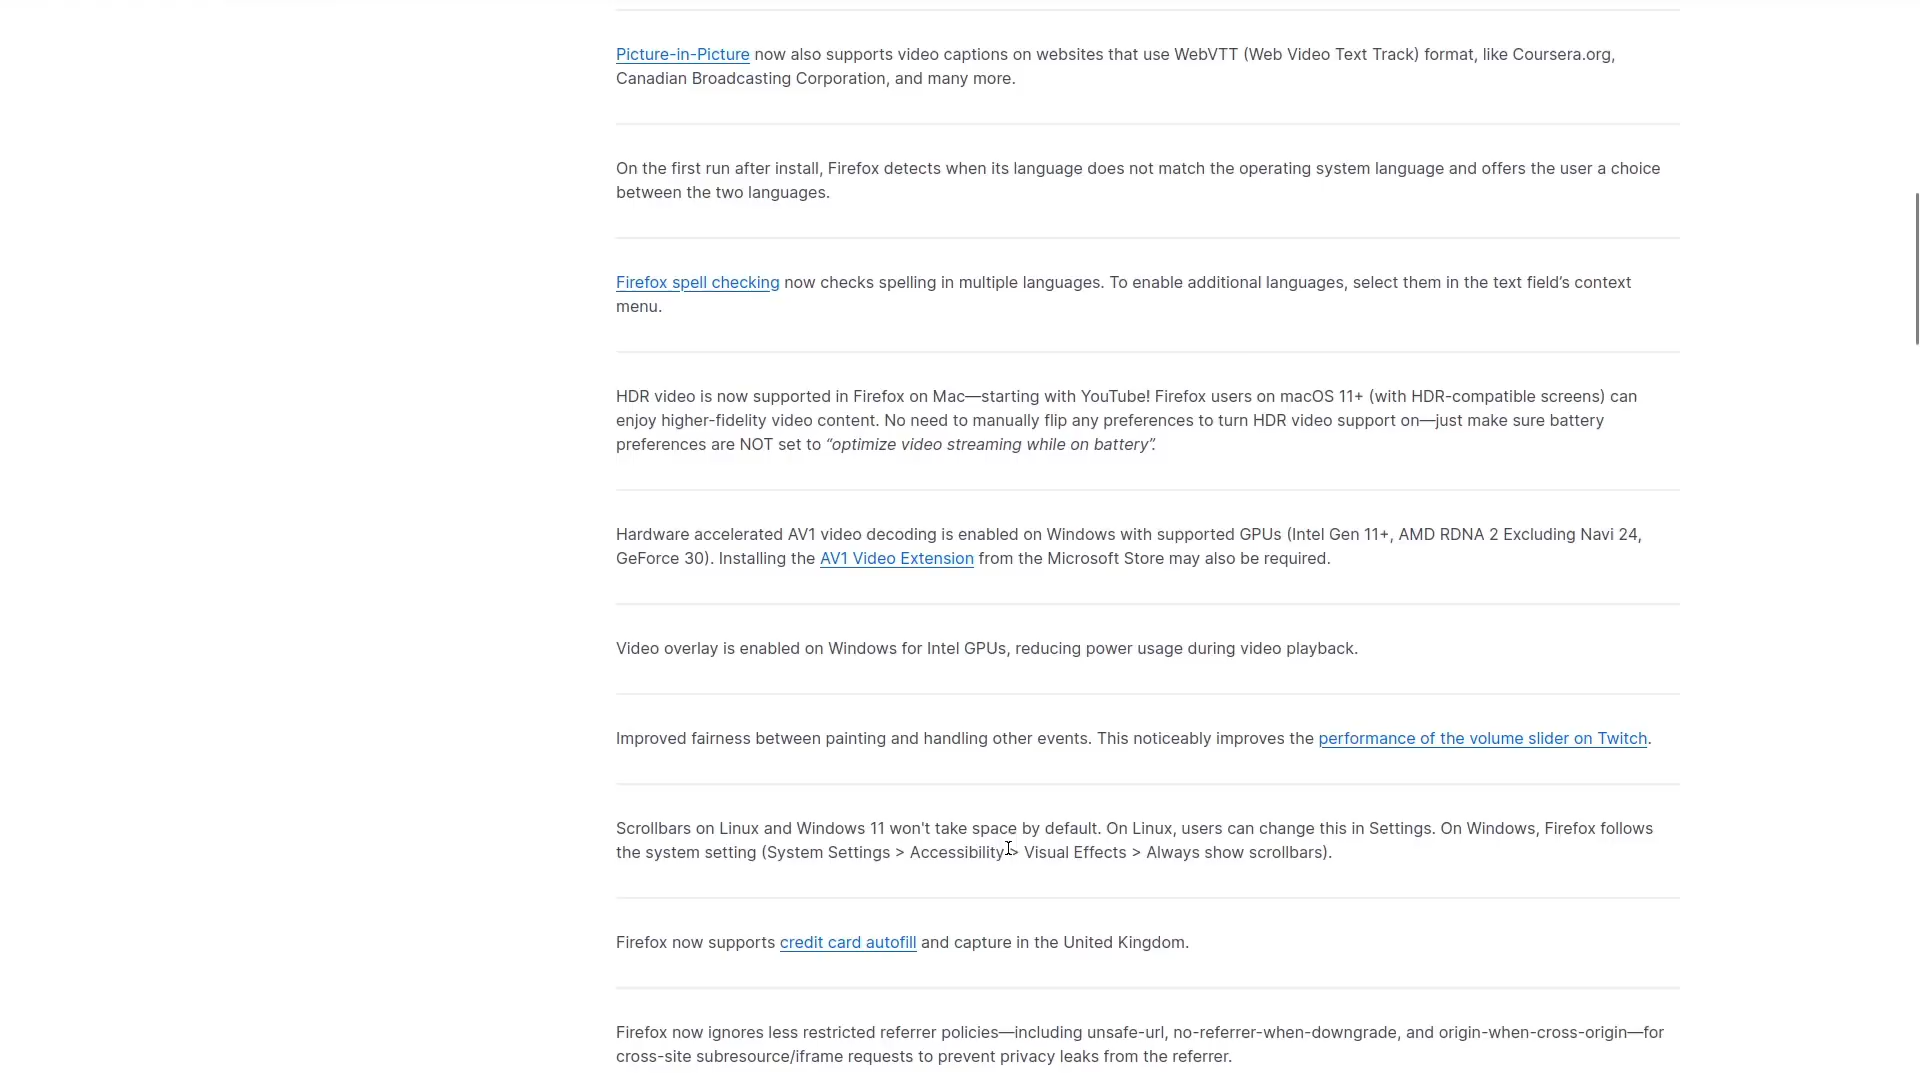 Picture-in-Picture now also supports video captions on websites that use WebVTT (Web Video Text Track) format, like Coursera.org,
Canadian Broadcasting Corporation, and many more.
On the first run after install, Firefox detects when its language does not match the operating system language and offers the user a choice
between the two languages.
Firefox spell checking now checks spelling in multiple languages. To enable additional languages, select them in the text field’s context
menu.
HDR video is now supported in Firefox on Mac—starting with YouTube! Firefox users on macOS 11+ (with HDR-compatible screens) can
enjoy higher-fidelity video content. No need to manually flip any preferences to turn HDR video support on—just make sure battery
preferences are NOT set to “optimize video streaming while on battery”.
Hardware accelerated AV1 video decoding is enabled on Windows with supported GPUs (Intel Gen 11+, AMD RDNA 2 Excluding Navi 24,
GeForce 30). Installing the AV1 Video Extension from the Microsoft Store may also be required.
Video overlay is enabled on Windows for Intel GPUs, reducing power usage during video playback.
Improved fairness between painting and handling other events. This noticeably improves the performance of the volume slider on Twitch.
Scrollbars on Linux and Windows 11 won't take space by default. On Linux, users can change this in Settings. On Windows, Firefox follows
the system setting (System Settings > Accessibility > Visual Effects > Always show scrollbars).
Firefox now supports credit card autofill and capture in the United Kingdom.
Firefox now ignores less restricted referrer policies—including unsafe-url, no-referrer-when-downgrade, and origin-when-cross-origin—for
cross-site subresource/iframe requests to prevent privacy leaks from the referrer.